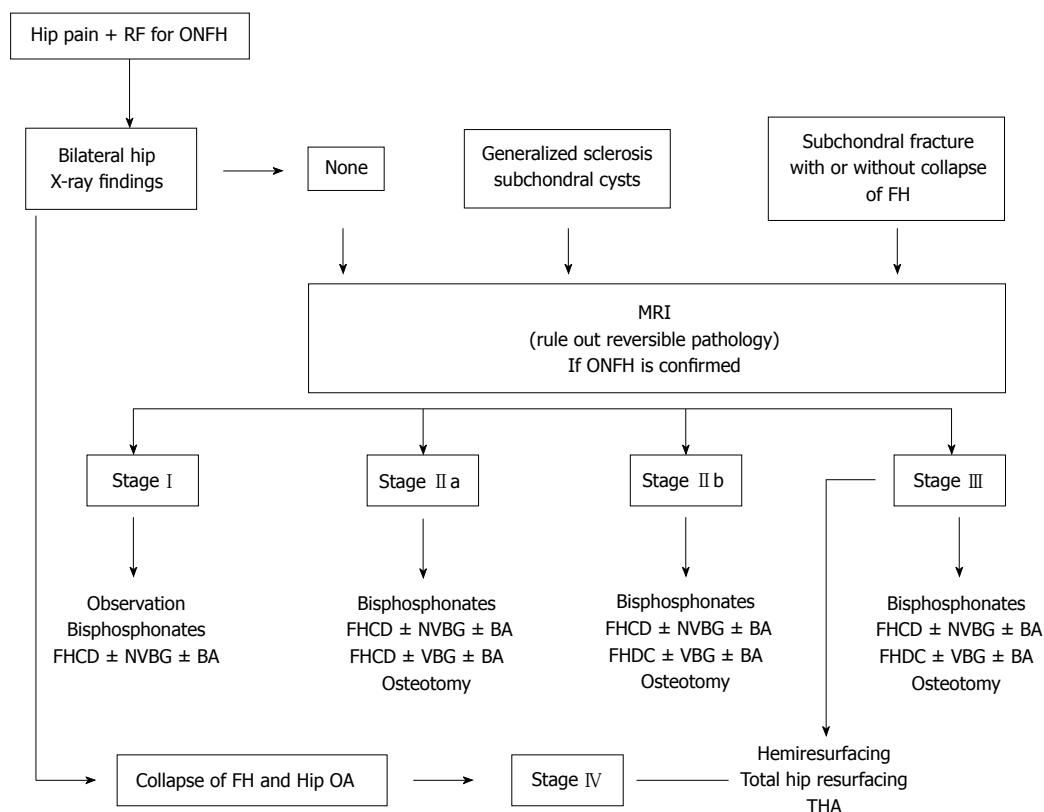 Hip pain + RF for ONFH
Bilateral hip
X-ray findings
None
Generalized sclerosis
subchondral cysts
Subchondral fracture
with or without collapse
of FH
MRI
(rule out reversible pathology)
If ONFH is confirmed
Stage Ⅰ
Stage Ⅱa
Stage Ⅱb
Stage Ⅲ
Observation
Bisphosphonates
FHCD ± NVBG ± BA
Bisphosphonates
FHCD ± NVBG ± BA
FHCD ± VBG ± BA
Osteotomy
Bisphosphonates
FHCD ± NVBG ± BA
FHDC ± VBG ± BA
Osteotomy
Bisphosphonates
FHCD ± NVBG ± BA
FHDC ± VBG ± BA
Osteotomy
Collapse of FH and Hip OA
Stage Ⅳ
Hemiresurfacing
Total hip resurfacing
THA